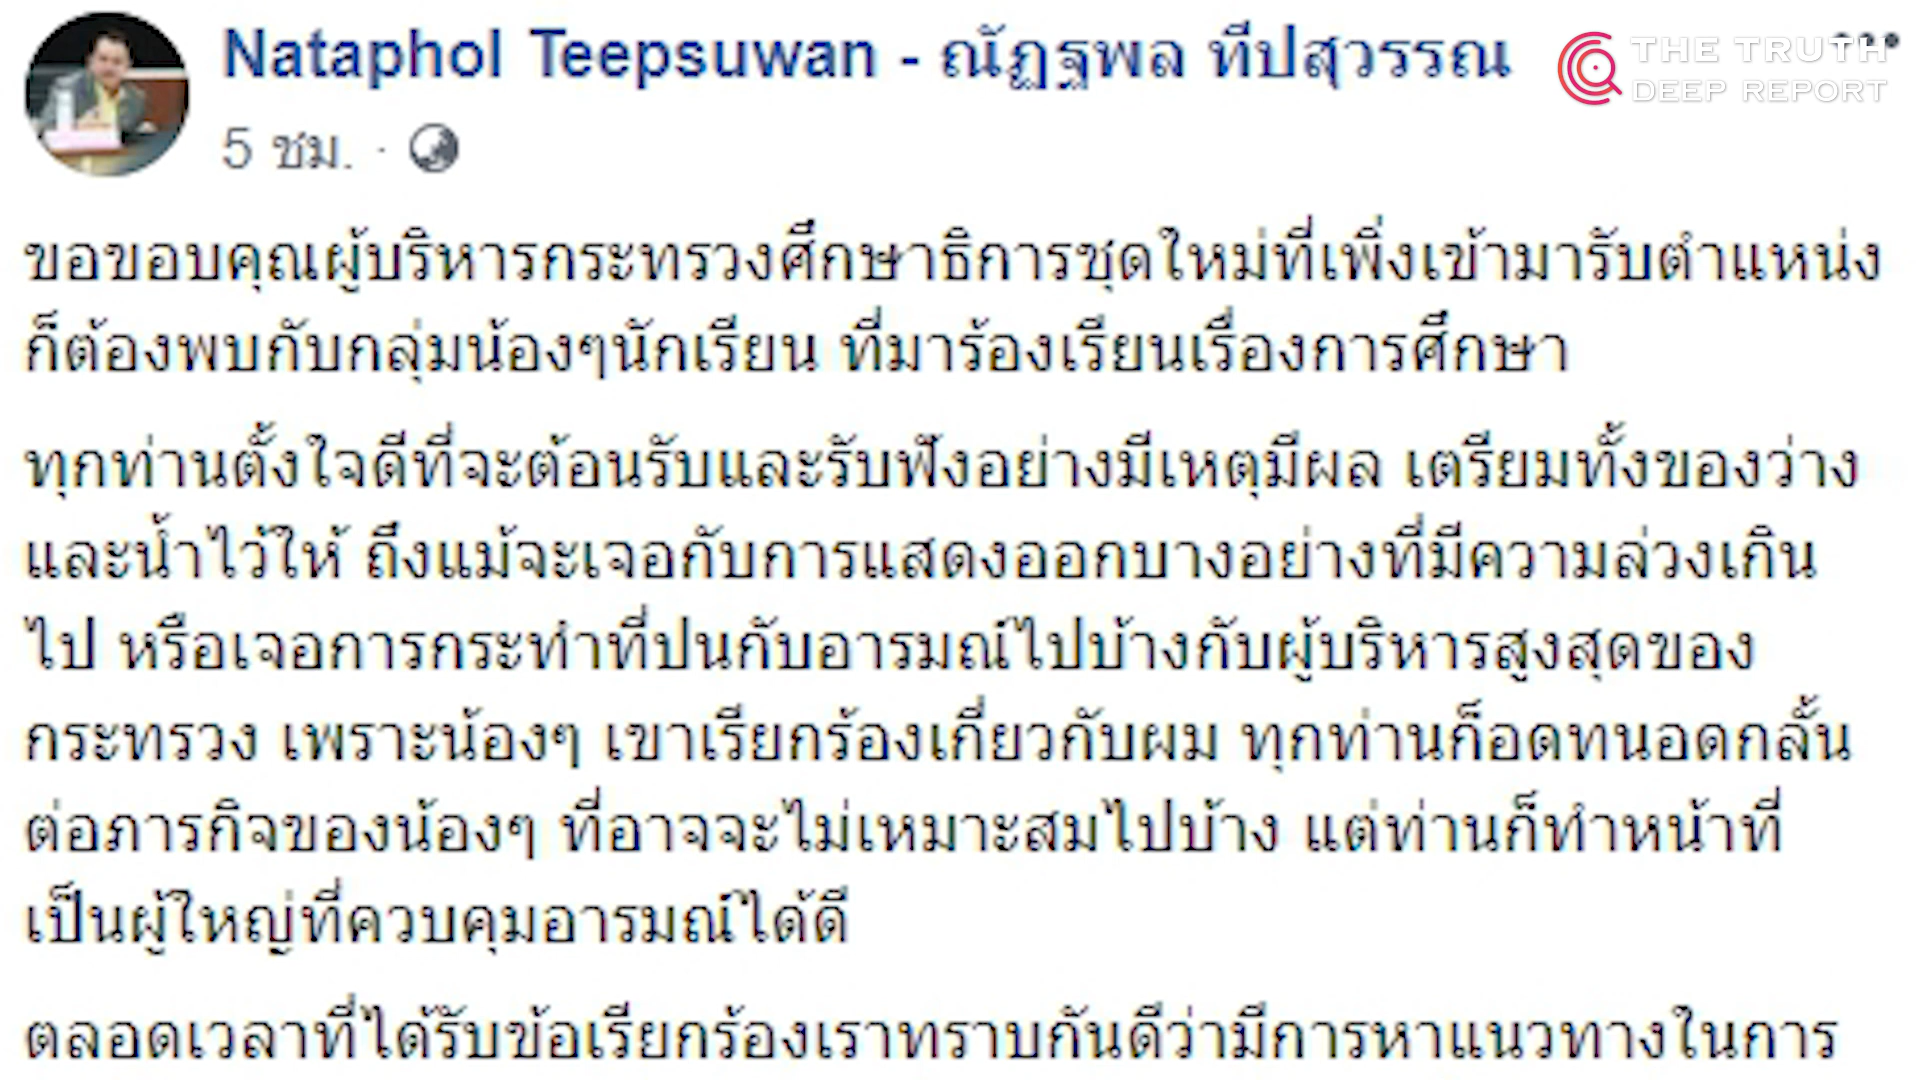 Nataphol Teepsuwan - ณัฏฐพล ทีปสุวรรณ
THE TRUTH
DEEP REPORT
5 ชม. ·
ขอขอบคุณผู้บริหารกระทรวงศึกษาธิการชุดใหม่ที่เพิ่งเข้ามารับตำแหน่ง
ก็ต้องพบกับกลุ่มน้องๆนักเรียน ที่มาร้องเรียนเรื่องการศึกษา
ทุกท่านตั้งใจดีที่จะต้อนรับและรับฟังอย่างมีเหตุมีผล เตรียมทั้งของว่าง
และน้ำไว้ให้ ถึงแม้จะเจอกับการแสดงออกบางอย่างที่มีความล่วงเกิน
ไป หรือเจอการกระทำที่ปนกับอารมณ์ไปบ้างกับผู้บริหารสูงสุดของ
กระทรวง เพราะน้องๆ เขาเรียกร้องเกี่ยวกับผม ทุกท่านก็อดทนอดกลั้น
ต่อภารกิจของน้องๆ ที่อาจจะไม่เหมาะสมไปบ้าง แต่ท่านก็ทำหน้าที่
เป็นผู้ใหญ่ที่ควบคุมอารมณ์ได้ดี
ตลอดเวลาที่ได้รับข้อเรียกร้องเราทราบกันดีว่ามีการหาแนวทางในการ